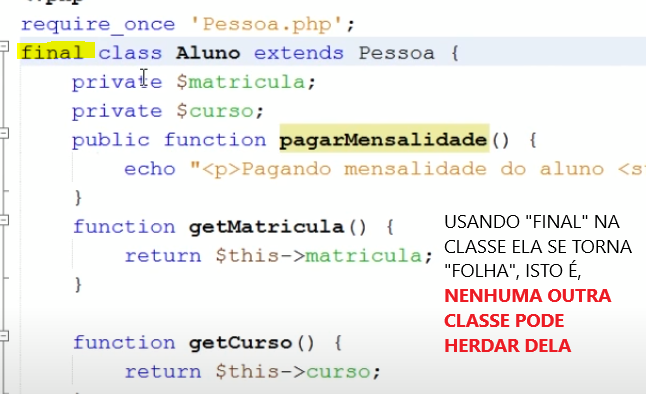 require_once 'Pessoa.php';
final class Aluno extends Pessoa {
private $matricula;
private $curso;
public function pagarMensalidade() {
echo "<p>Pagando mensalidade do aluno
}
function getMatricula() {
return $this->matricula;
}
function getCurso() {
return $this->curso;
USANDO "FINAL" NA
CLASSE ELA SE TORNA
"FOLHA", ISTO É,
NENHUMA OUTRA
CLASSE PODE
HERDAR DELA